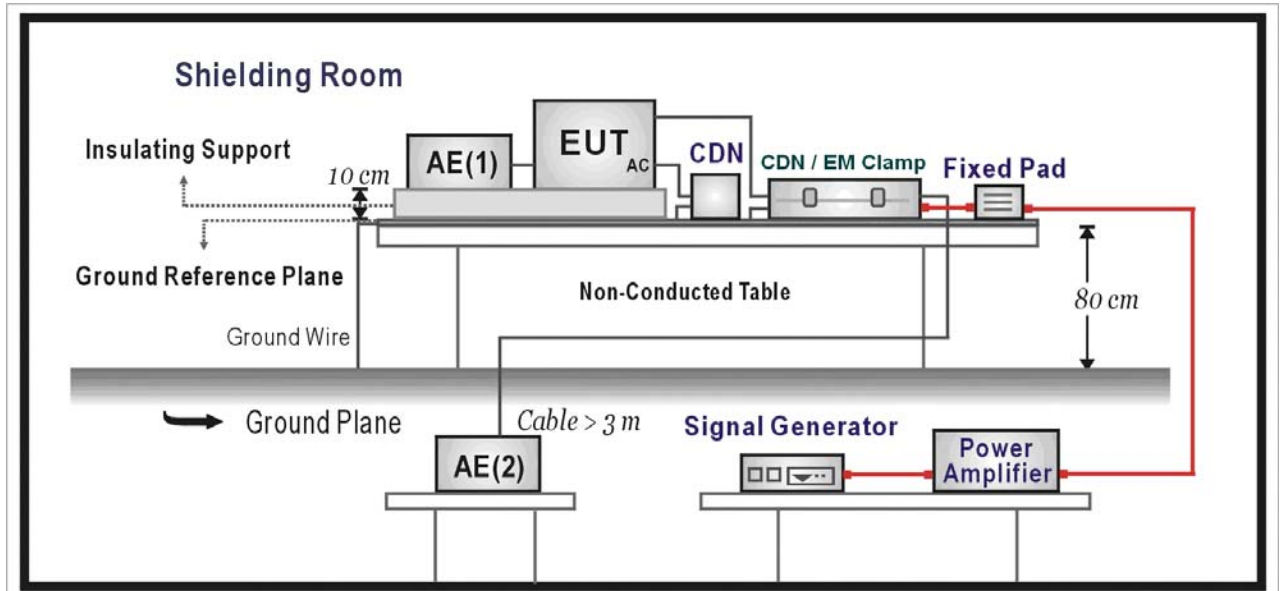 Shielding Room
Insulating Support
10 cm
AE(1)
EUT
AC
CDN
CDN / EM Clamp
Fixed Pad
Ground Reference Plane
Non-Conducted Table
80 cm
Ground Wire
Ground Plane
Cable > 3 m
Signal Generator
AE(2)
Power
Amplifier